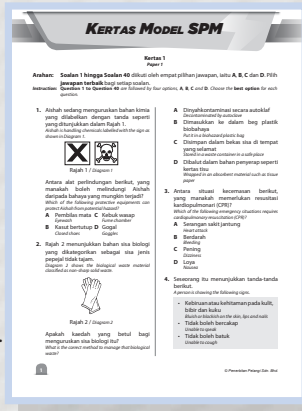 KERTAS MODEL SPM
Kertas 1
Paper 1
Arahan: Soalan 1 hingga Soalan 40 diikuti oleh empat pilihan jawapan, iaitu A, B, C dan D. Pilih
jawapan terbaik bagi setiap soalan.
Instruction: Question 1 to Question 40 are followed by four options, A, B, C and D. Choose the best option for each
question.
1. Aishah sedang menguruskan bahan kimia
yang dilabelkan dengan tanda seperti
yang ditunjukkan dalam Rajah 1.
Aishah is handling chemicals labelled with the sign as
shown in Diagram 1.
Rajah 1 / Diagram 1
Antara alat perlindungan berikut, yang
manakah boleh melindungi Aishah
daripada bahaya yang mungkin terjadi?
Which of the following protective equipments can
protect Aishah from potential hazard?
A Pembilas mata C Kebuk wasap
Eyewash Fume chamber
B Kasut bertutup D Gogal
Closed shoes Goggles
2. Rajah 2 menunjukkan bahan sisa biologi
yang dikategorikan sebagai sisa jenis
pepejal tidak tajam.
Diagram 2 shows the biological waste material
classified as non-sharp solid waste.
Rajah 2 / Diagram 2
Apakah kaedah yang betul bagi
menguruskan sisa biologi itu?
What is the correct method to manage that biological
waste?
A Dinyahkontaminasi secara autoklaf
Decontaminated by autoclave
B Dimasukkan ke dalam beg plastik
biobahaya
Put it in a biohazard plastic bag
C Disimpan dalam bekas sisa di tempat
yang selamat
Stored in a waste container in a safe place
D Dibalut dalam bahan penyerap seperti
kertas tisu
Wrapped in an absorbent material such as tissue
paper
3. Antara situasi kecemasan berikut,
yang manakah memerlukan resusitasi
kardiopulmonari (CPR)?
Which of the following emergency situations requires
cardiopulmonary resuscitation (CPR)?
A Serangan sakit jantung
Heart attack
B Berdarah
Bleeding
C Pening
Dizziness
D Loya
Nausea
4. Seseorang itu menunjukkan tanda-tanda
berikut.
A person is showing the following signs.
• Kebiruan atau kehitaman pada kulit,
bibir dan kuku
Bluish or blackish on the skin, lips and nails
• Tidak boleh bercakap
Unable to speak
• Tidak boleh batuk
Unable to cough
1
© Penerbitan Pelangi Sdn. Bhd.